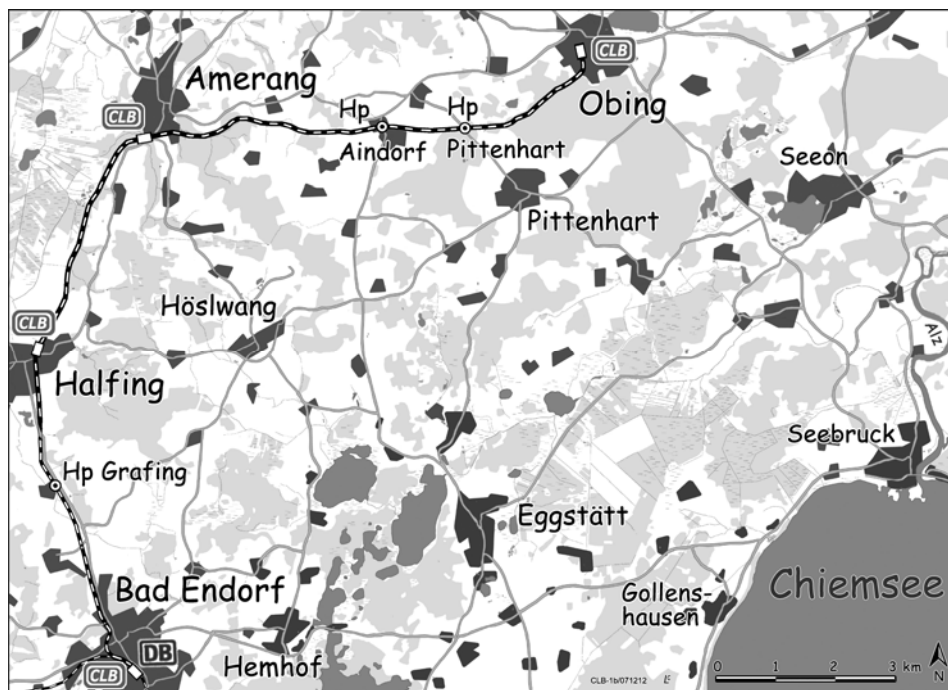 CLB
Amerang
Obing
CLB
Hp
Hp
Aindorf
Pittenhart
Seeon
Pittenhart
Höslwang
CLB
Halfing
Alz
Seebruck
Hp Grafing
Eggstätt
Bad Endorf
Gollens-
hausen
Chiemsee
DB
Hemhof
CLB
CLB-1b/071212
0 1 2 3 km
N